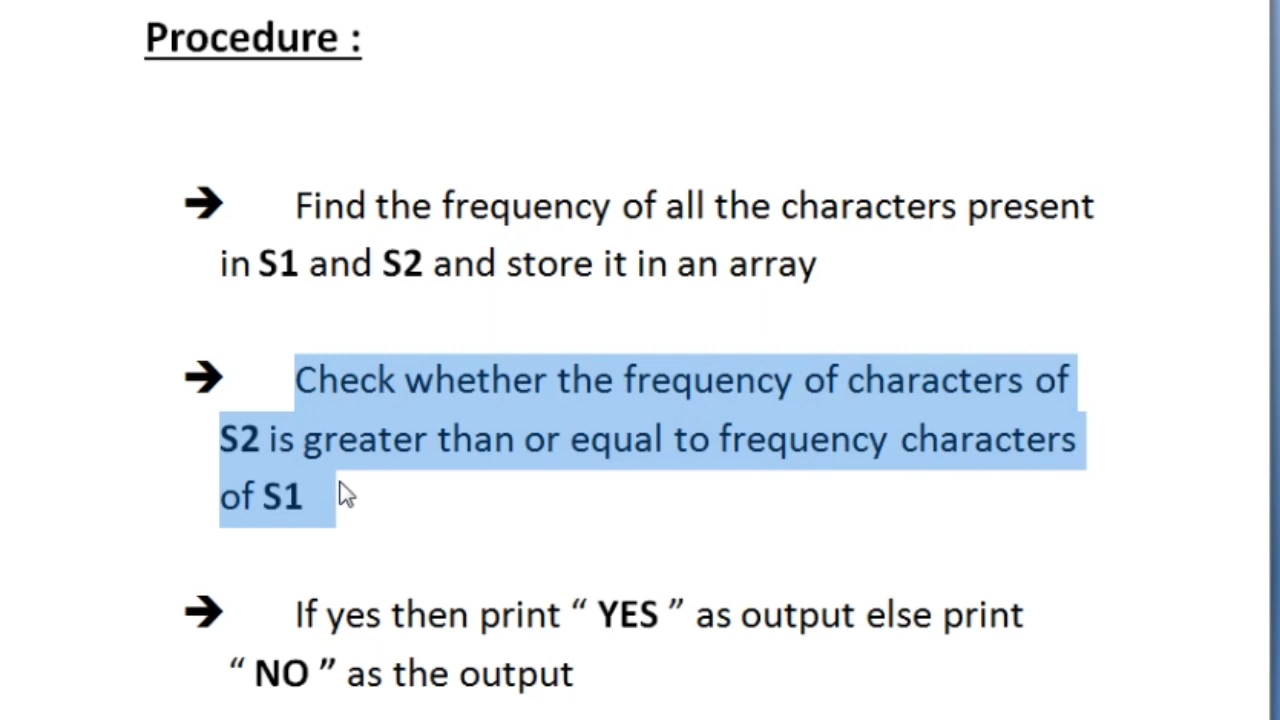 Procedure :
➔ Find the frequency of all the characters present
in S1 and S2 and store it in an array
➔ Check whether the frequency of characters of
S2 is greater than or equal to frequency characters
of S1
➔ If yes then print “ YES ” as output else print
“ NO ” as the output